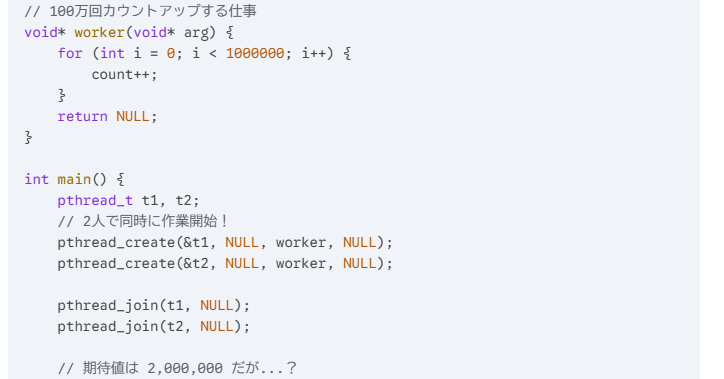 // 100万回カウントアップする仕事
void* worker(void* arg) {
    for (int i = 0; i < 1000000; i++) {
        count++;
    }
    return NULL;
}

int main() {
    pthread_t t1, t2;
    // 2人で同時に作業開始！
    pthread_create(&t1, NULL, worker, NULL);
    pthread_create(&t2, NULL, worker, NULL);

    pthread_join(t1, NULL);
    pthread_join(t2, NULL);

    // 期待値は 2,000,000 だが...？